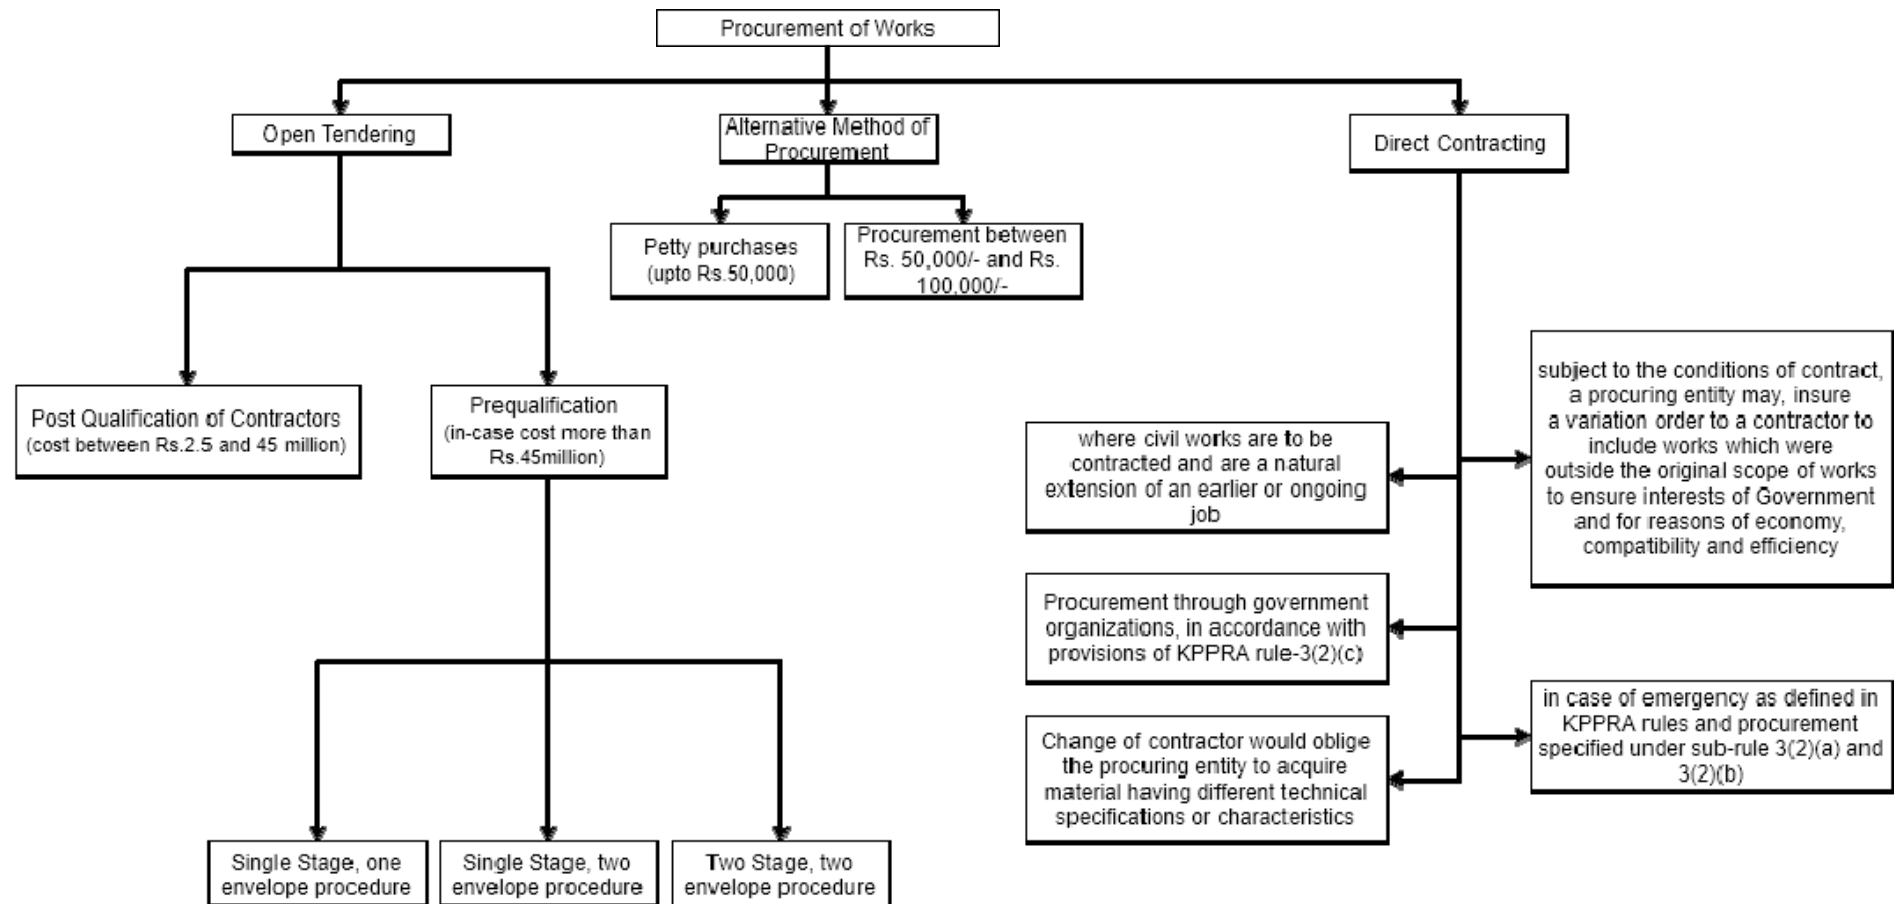 Procurement of Works
Open Tendering
Alternative Method of
Procurement
Direct Contracting
Petty purchases
(upto Rs.50,000)
Procurement between
Rs. 50,000/- and Rs.
100,000/-
Post Qualification of Contractors
(cost between Rs.2.5 and 45 million)
Prequalification
(in-case cost more than
Rs.45million)
where civil works are to be
contracted and are a natural
extension of an earlier or ongoing
job
subject to the conditions of contract,
a procuring entity may, insure
a variation order to a contractor to
include works which were
outside the original scope of works
to ensure interests of Government
and for reasons of economy,
compatibility and efficiency
Procurement through government
organizations, in accordance with
provisions of KPPRA rule-3(2)(c)
in case of emergency as defined in
KPPRA rules and procurement
specified under sub-rule 3(2)(a) and
3(2)(b)
Change of contractor would oblige
the procuring entity to acquire
material having different technical
specifications or characteristics
Single Stage, one
envelope procedure
Single Stage, two
envelope procedure
Two Stage, two
envelope procedure